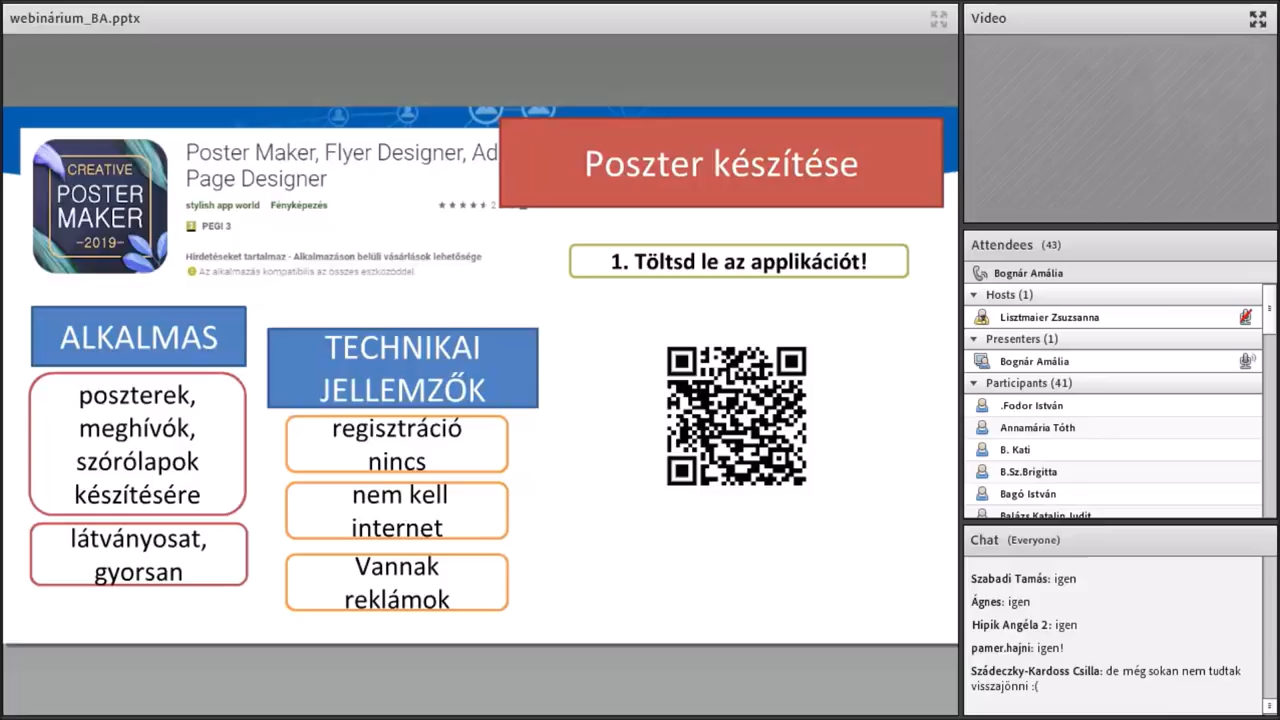 webinárium_BA.pptx
CREATIVE
POSTER
MAKER
-2019-
Poster Maker, Flyer Designer, Ad
Page Designer
stylish app world Fényképezés
2
PEGI 3
Hirdetéseket tartalmaz - Alkalmazáson belüli vásárlások lehetősége
Az alkalmazás kompatibilis az összes eszközöddel.
Poszter készítése
1. Töltsd le az applikációt!
ALKALMAS
poszterek,
meghívók,
szórólapok
készítésére
látványosat,
gyorsan
TECHNIKAI
JELLEMZŐK
regisztráció
nincs
nem kell
internet
Vannak
reklámok
Video
Attendees (43)
Bognár Amália
Hosts (1)
Lisztmaier Zsuzsanna
Presenters (1)
Bognár Amália
Participants (41)
.Fodor István
Annamária Tóth
B. Kati
B.Sz.Brigitta
Bagó István
Balázs Katalin Judit
Chat (Everyone)
Szabadi Tamás: igen
Ágnes: igen
Hipik Angéla 2: igen
pamer.hajni: igen!
Szádeczky-Kardoss Csilla: de még sokan nem tudtak
visszajönni :(